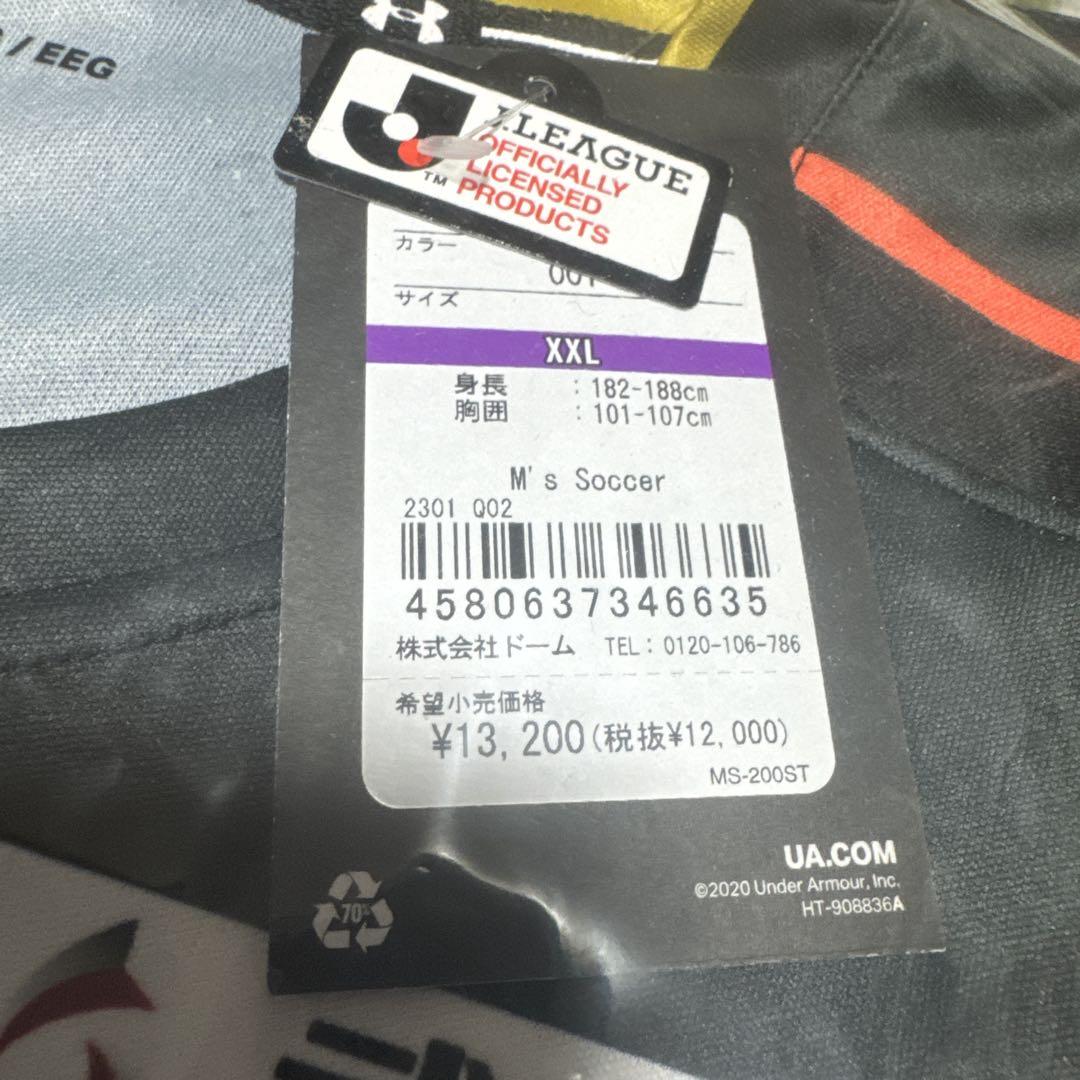 / EEG
J.LEAGUE
OFFICIALLY
LICENSED
PRODUCTS
TM
カラー
001
サイズ
XXL
身長 : 182-188cm
胸囲 : 101-107cm
M's Soccer
2301 Q02
4580637346635
株式会社ドーム TEL: 0120-106-786
希望小売価格
¥13,200(税抜¥12,000)
MS-200ST
UA.COM
©2020 Under Armour, Inc.
HT-908836A
70%